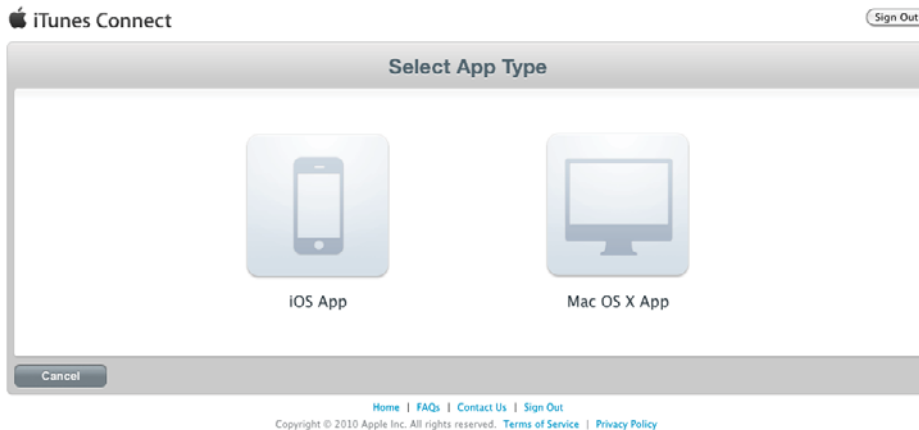 iTunes Connect
Sign Out
Select App Type
iOS App
Mac OS X App
Cancel
Home | FAQs | Contact Us | Sign Out
Copyright © 2010 Apple Inc. All rights reserved. Terms of Service | Privacy Policy